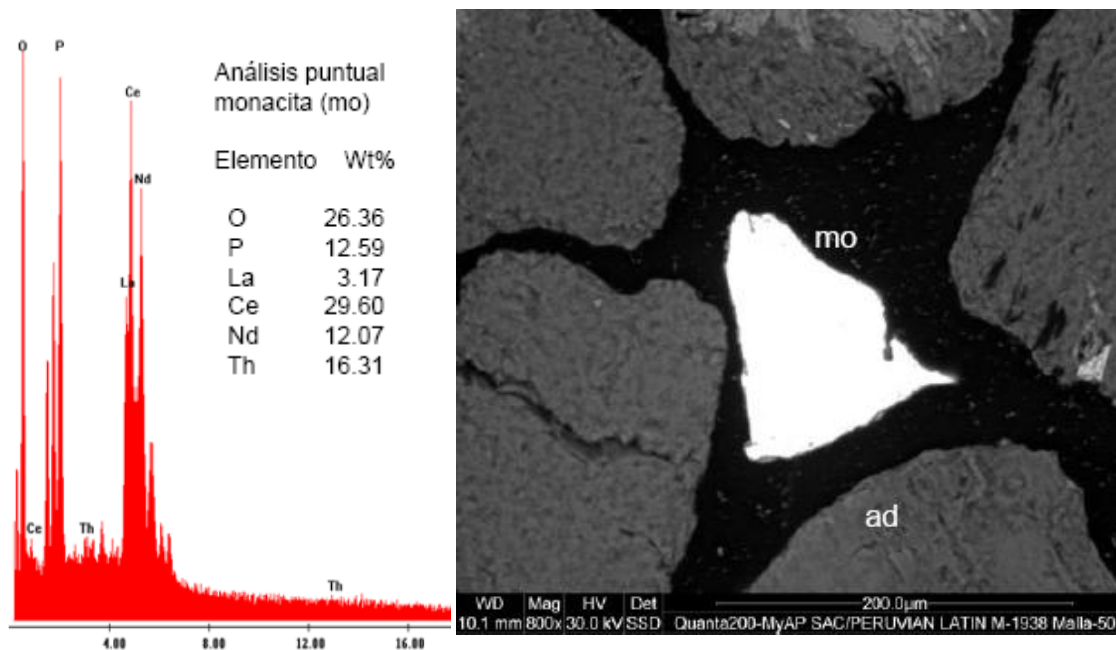 Análisis puntual
monacita (mo)
Elemento Wt%
O 26.36
P 12.59
La 3.17
Ce 29.60
Nd 12.07
Th 16.31
O
P
Ce
Nd
La
Ce
Th
Th
4.00 8.00 12.00 16.00
mo
ad
WD Mag HV Det 200.0µm
10.1 mm 800x 30.0 kV SSD Quanta200-MyAP SAC/PERUVIAN LATIN M-1938 Malla-50